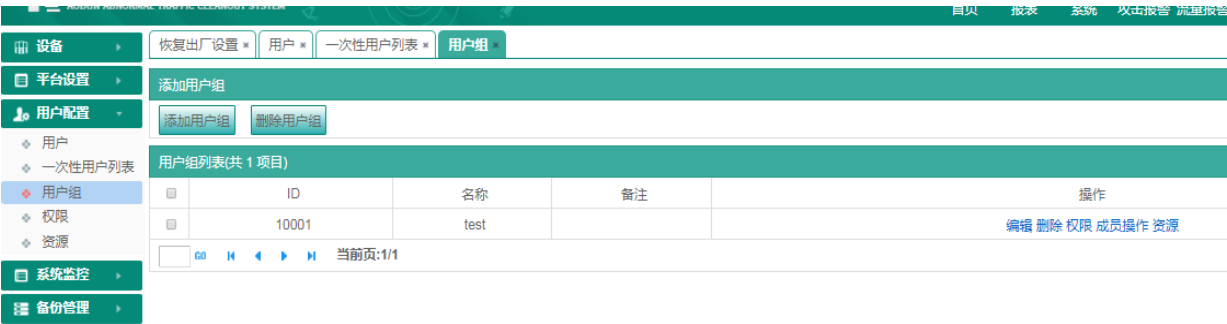 AODUN ABNORMAL TRAFFIC CLEANOUT SYSTEM
首页 报表 系统 攻击报警 流量报警
设备
恢复出厂设置 × 用户 × 一次性用户列表 × 用户组 ×
平台设置
添加用户组
用户配置
添加用户组 删除用户组
用户
一次性用户列表
用户组
权限
资源
系统监控
备份管理
用户组列表(共 1 项目)
ID 名称 备注 操作
10001 test 编辑 删除 权限 成员操作 资源
GO 当前页:1/1